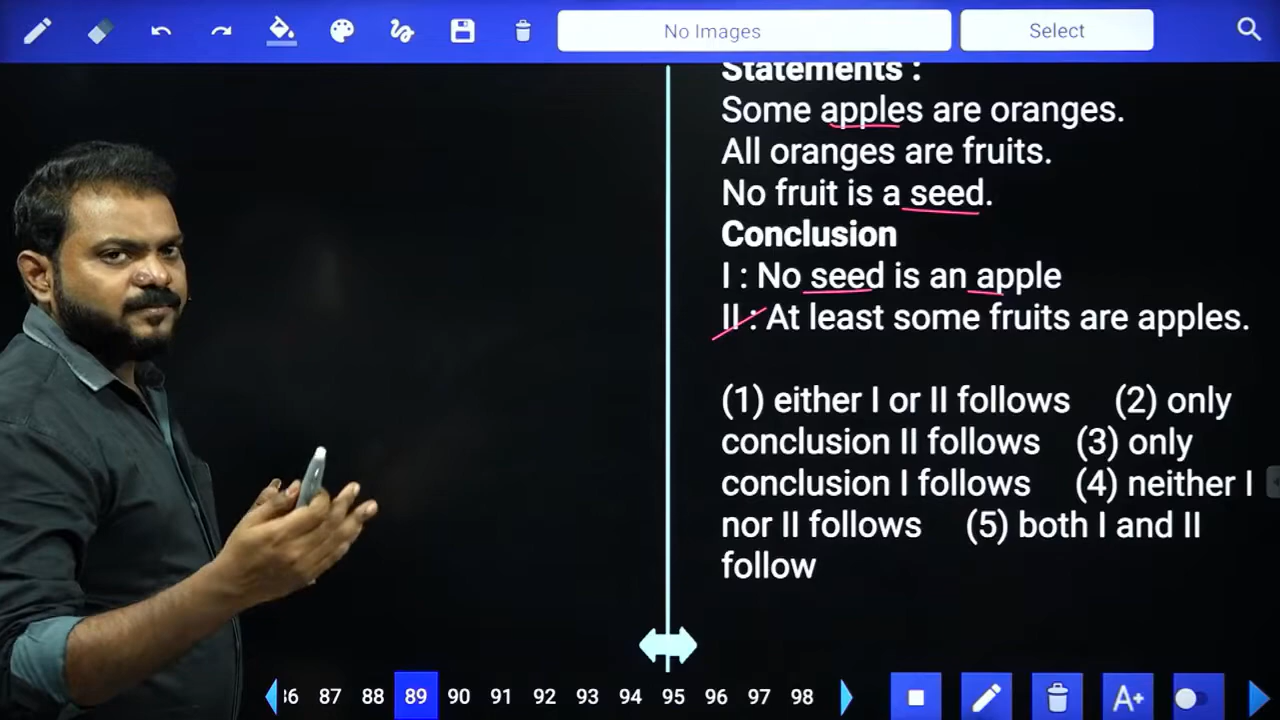 No Images
Select
Statements :
Some apples are oranges.
All oranges are fruits.
No fruit is a seed.
Conclusion
I : No seed is an apple
II : At least some fruits are apples.
(1) either I or II follows (2) only
conclusion II follows (3) only
conclusion I follows (4) neither I
nor II follows (5) both I and II
follow
87 88 89 90 91 92 93 94 95 96 97 98
A+